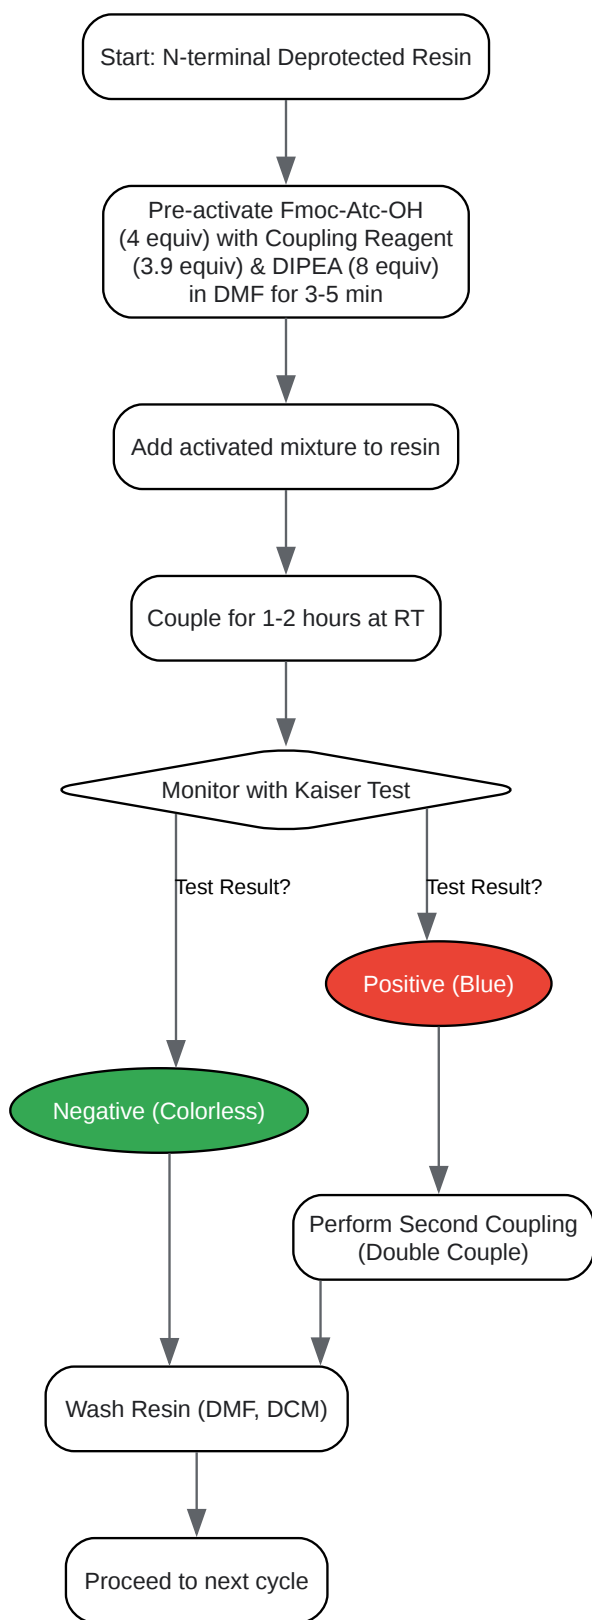 Start: N-terminal Deprotected Resin
Pre-activate Fmoc-Atc-OH
(4 equiv) with Coupling Reagent
(3.9 equiv) & DIPEA (8 equiv)
in DMF for 3-5 min
Add activated mixture to resin
Couple for 1-2 hours at RT
Monitor with Kaiser Test
Test Result?
Test Result?
Positive (Blue)
Negative (Colorless)
Perform Second Coupling
(Double Couple)
Wash Resin (DMF, DCM)
Proceed to next cycle